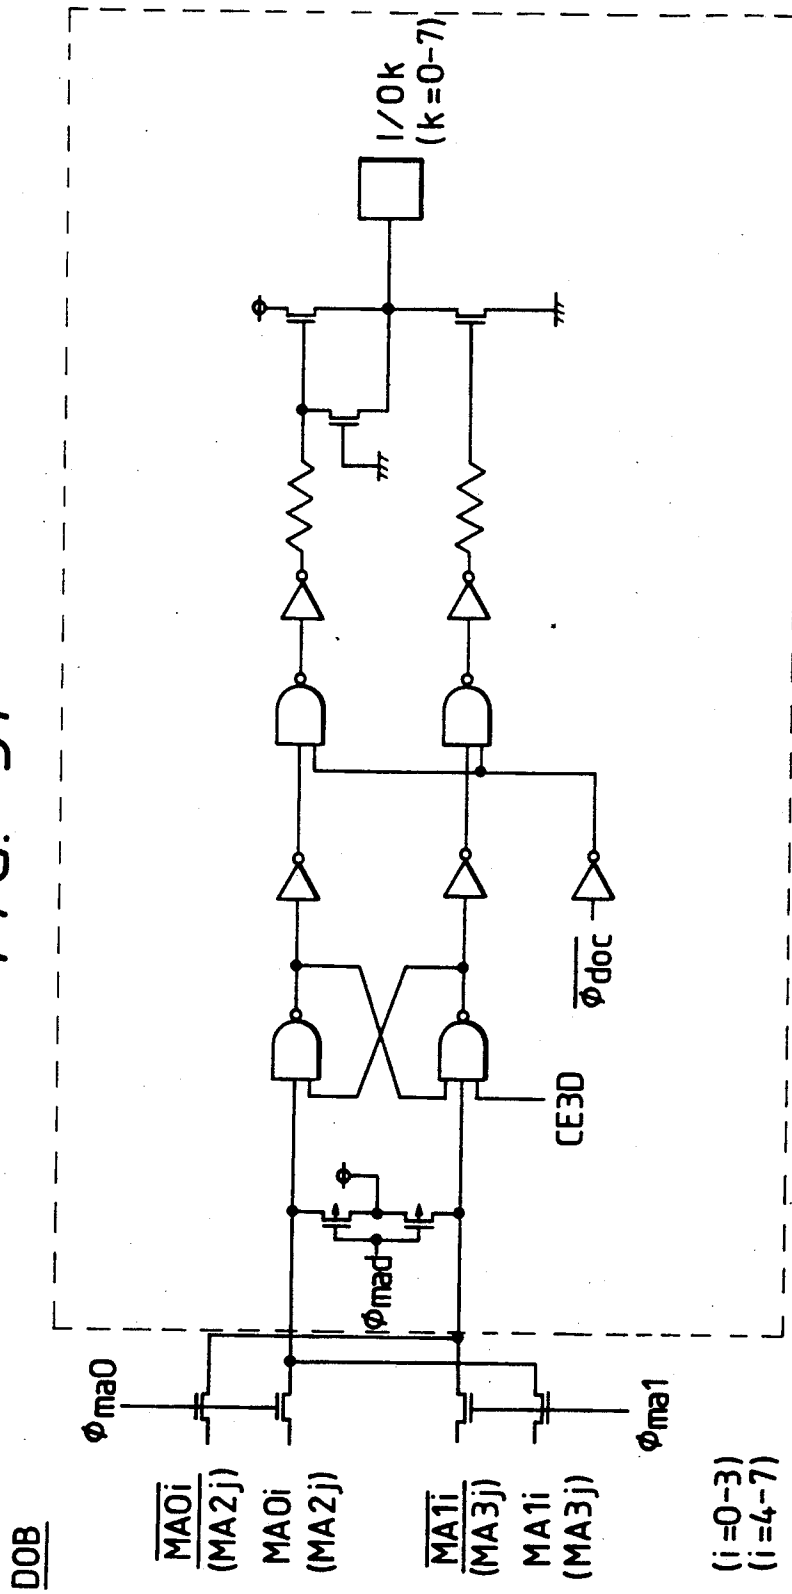 DOB
φma0
MA0i
(MA2j)
MA0i
(MA2j)
MA1i
(MA3j)
MA1i
(MA3j)
φma1
(i=0-3)
(i=4-7)
φmad
CE3D
φdoc
I/Ok
(k=0-7)